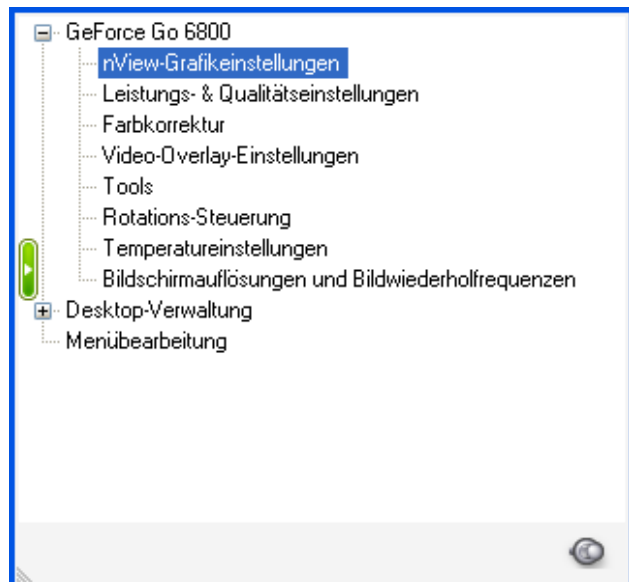 GeForce Go 6800
nView-Grafikeinstellungen
Leistungs- & Qualitätseinstellungen
Farbkorrektur
Video-Overlay-Einstellungen
Tools
Rotations-Steuerung
Temperatureinstellungen
Bildschirmauflösungen und Bildwiederholfrequenzen
Desktop-Verwaltung
Menübearbeitung